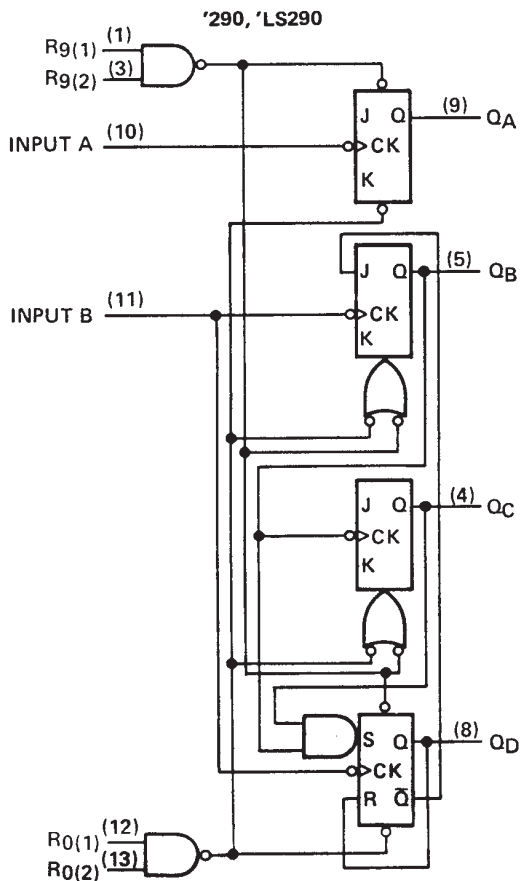 '290, 'LS290
R9(1) (1)
R9(2) (3)
J Q (9) QA
INPUT A (10) CK
K
J Q (5) QB
INPUT B (11) CK
K
J Q (4) QC
CK
K
S Q (8) QD
CK
R Q̅
R0(1) (12)
R0(2) (13)